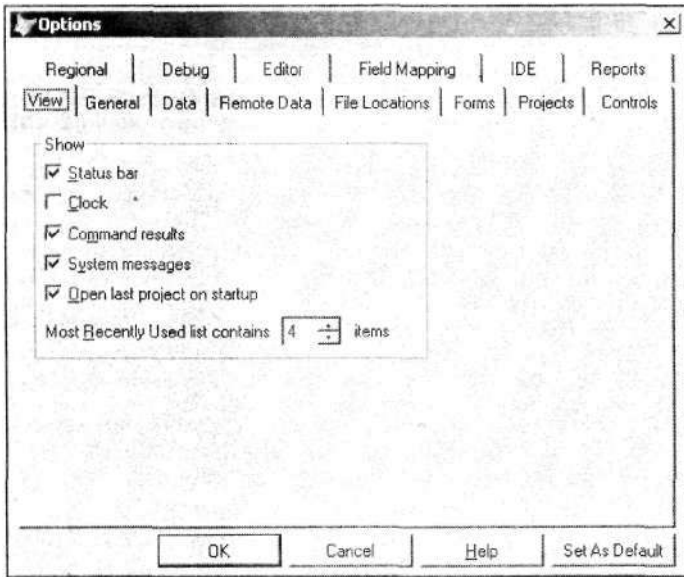 Options
Regional Debug Editor Field Mapping IDE Reports
View General Data Remote Data File Locations Forms Projects Controls
Show
Status bar
Clock
Command results
System messages
Open last project on startup
Most Recently Used list contains 4 items
OK Cancel Help Set As Default